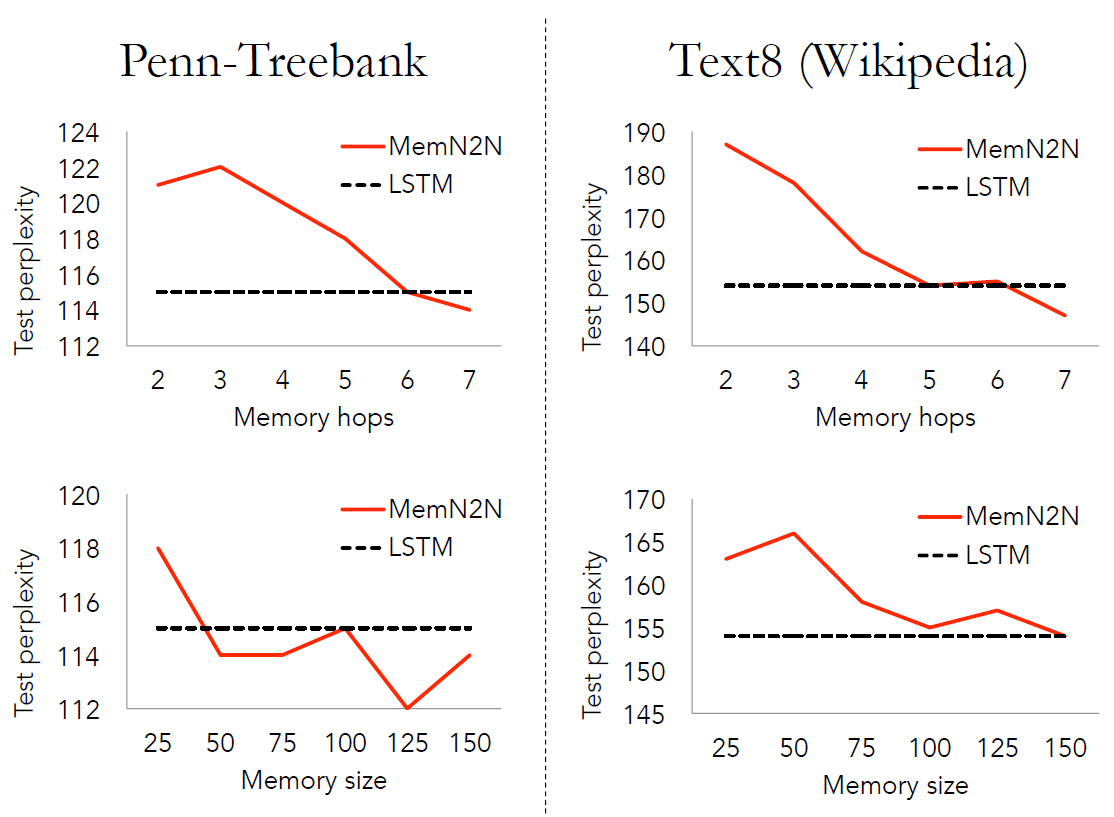 Penn-Treebank
124
122
120
118
116
114
112
Test perplexity
MemN2N
LSTM
2 3 4 5 6 7
Memory hops
120
118
116
114
112
Test perplexity
MemN2N
LSTM
25 50 75 100 125 150
Memory size
Text8 (Wikipedia)
190
180
170
160
150
140
Test perplexity
MemN2N
LSTM
2 3 4 5 6 7
Memory hops
170
165
160
155
150
145
Test perplexity
MemN2N
LSTM
25 50 75 100 125 150
Memory size